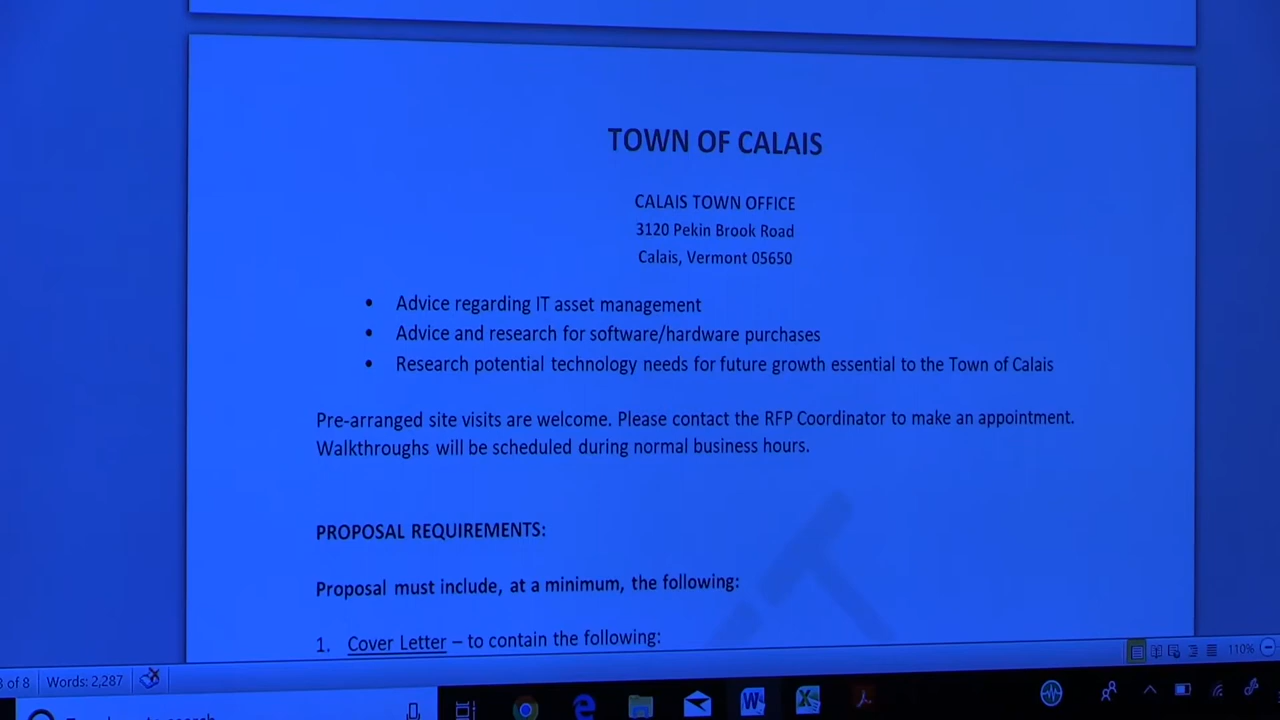 TOWN OF CALAIS
CALAIS TOWN OFFICE
3120 Pekin Brook Road
Calais, Vermont 05650
• Advice regarding IT asset management
• Advice and research for software/hardware purchases
• Research potential technology needs for future growth essential to the Town of Calais
Pre-arranged site visits are welcome. Please contact the RFP Coordinator to make an appointment.
Walkthroughs will be scheduled during normal business hours.
PROPOSAL REQUIREMENTS:
Proposal must include, at a minimum, the following:
1. Cover Letter – to contain the following:
of 8 Words: 2,287
110%